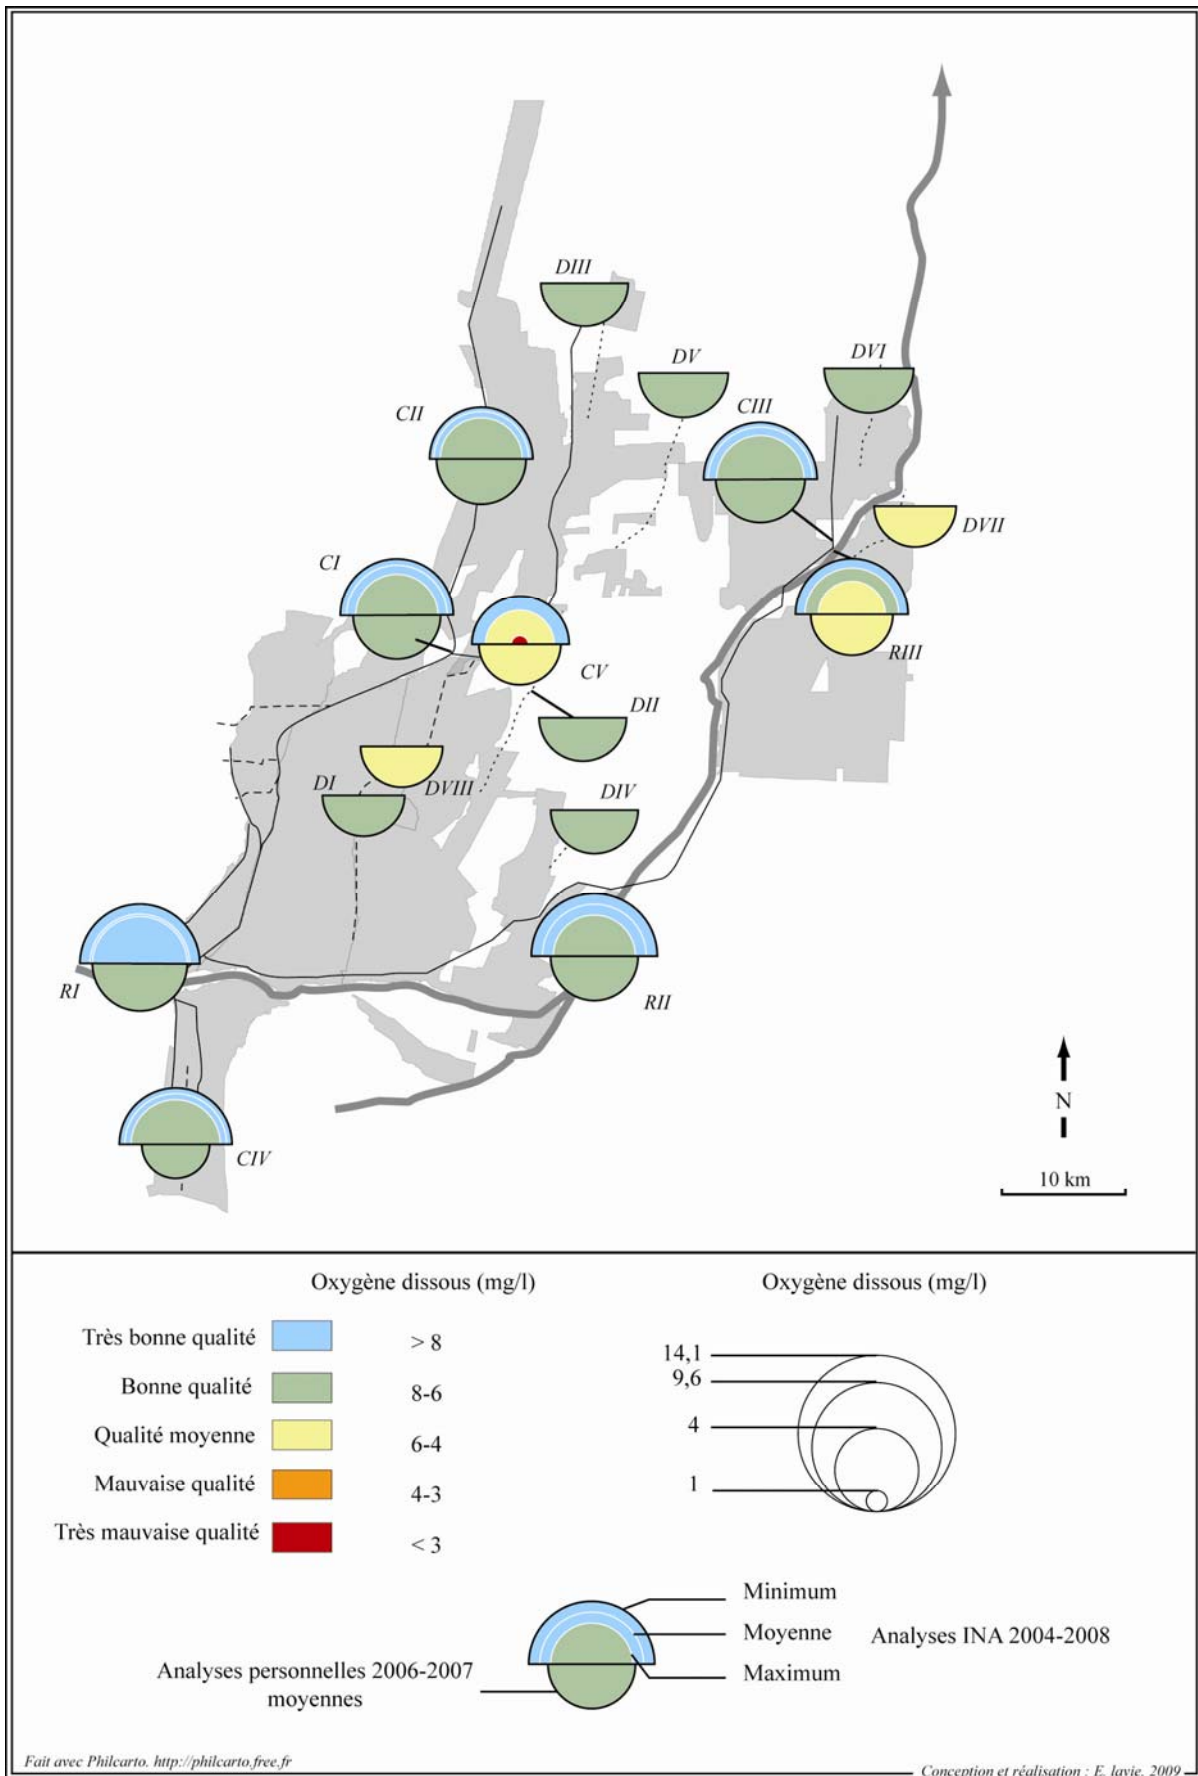 DIII
DV
DVI
CII
CIII
DVII
CI
RIII
CV
DII
DI
DVIII
DIV
RI
RII
CIV
N
10 km
Oxygène dissous (mg/l)
Très bonne qualité > 8
Bonne qualité 8-6
Qualité moyenne 6-4
Mauvaise qualité 4-3
Très mauvaise qualité < 3
Oxygène dissous (mg/l)
14,1
9,6
4
1
Minimum
Moyenne
Maximum
Analyses INA 2004-2008
Analyses personnelles 2006-2007
moyennes
Fait avec Philcarto. http://philcarto.free.fr
Conception et réalisation : E. lavie, 2009